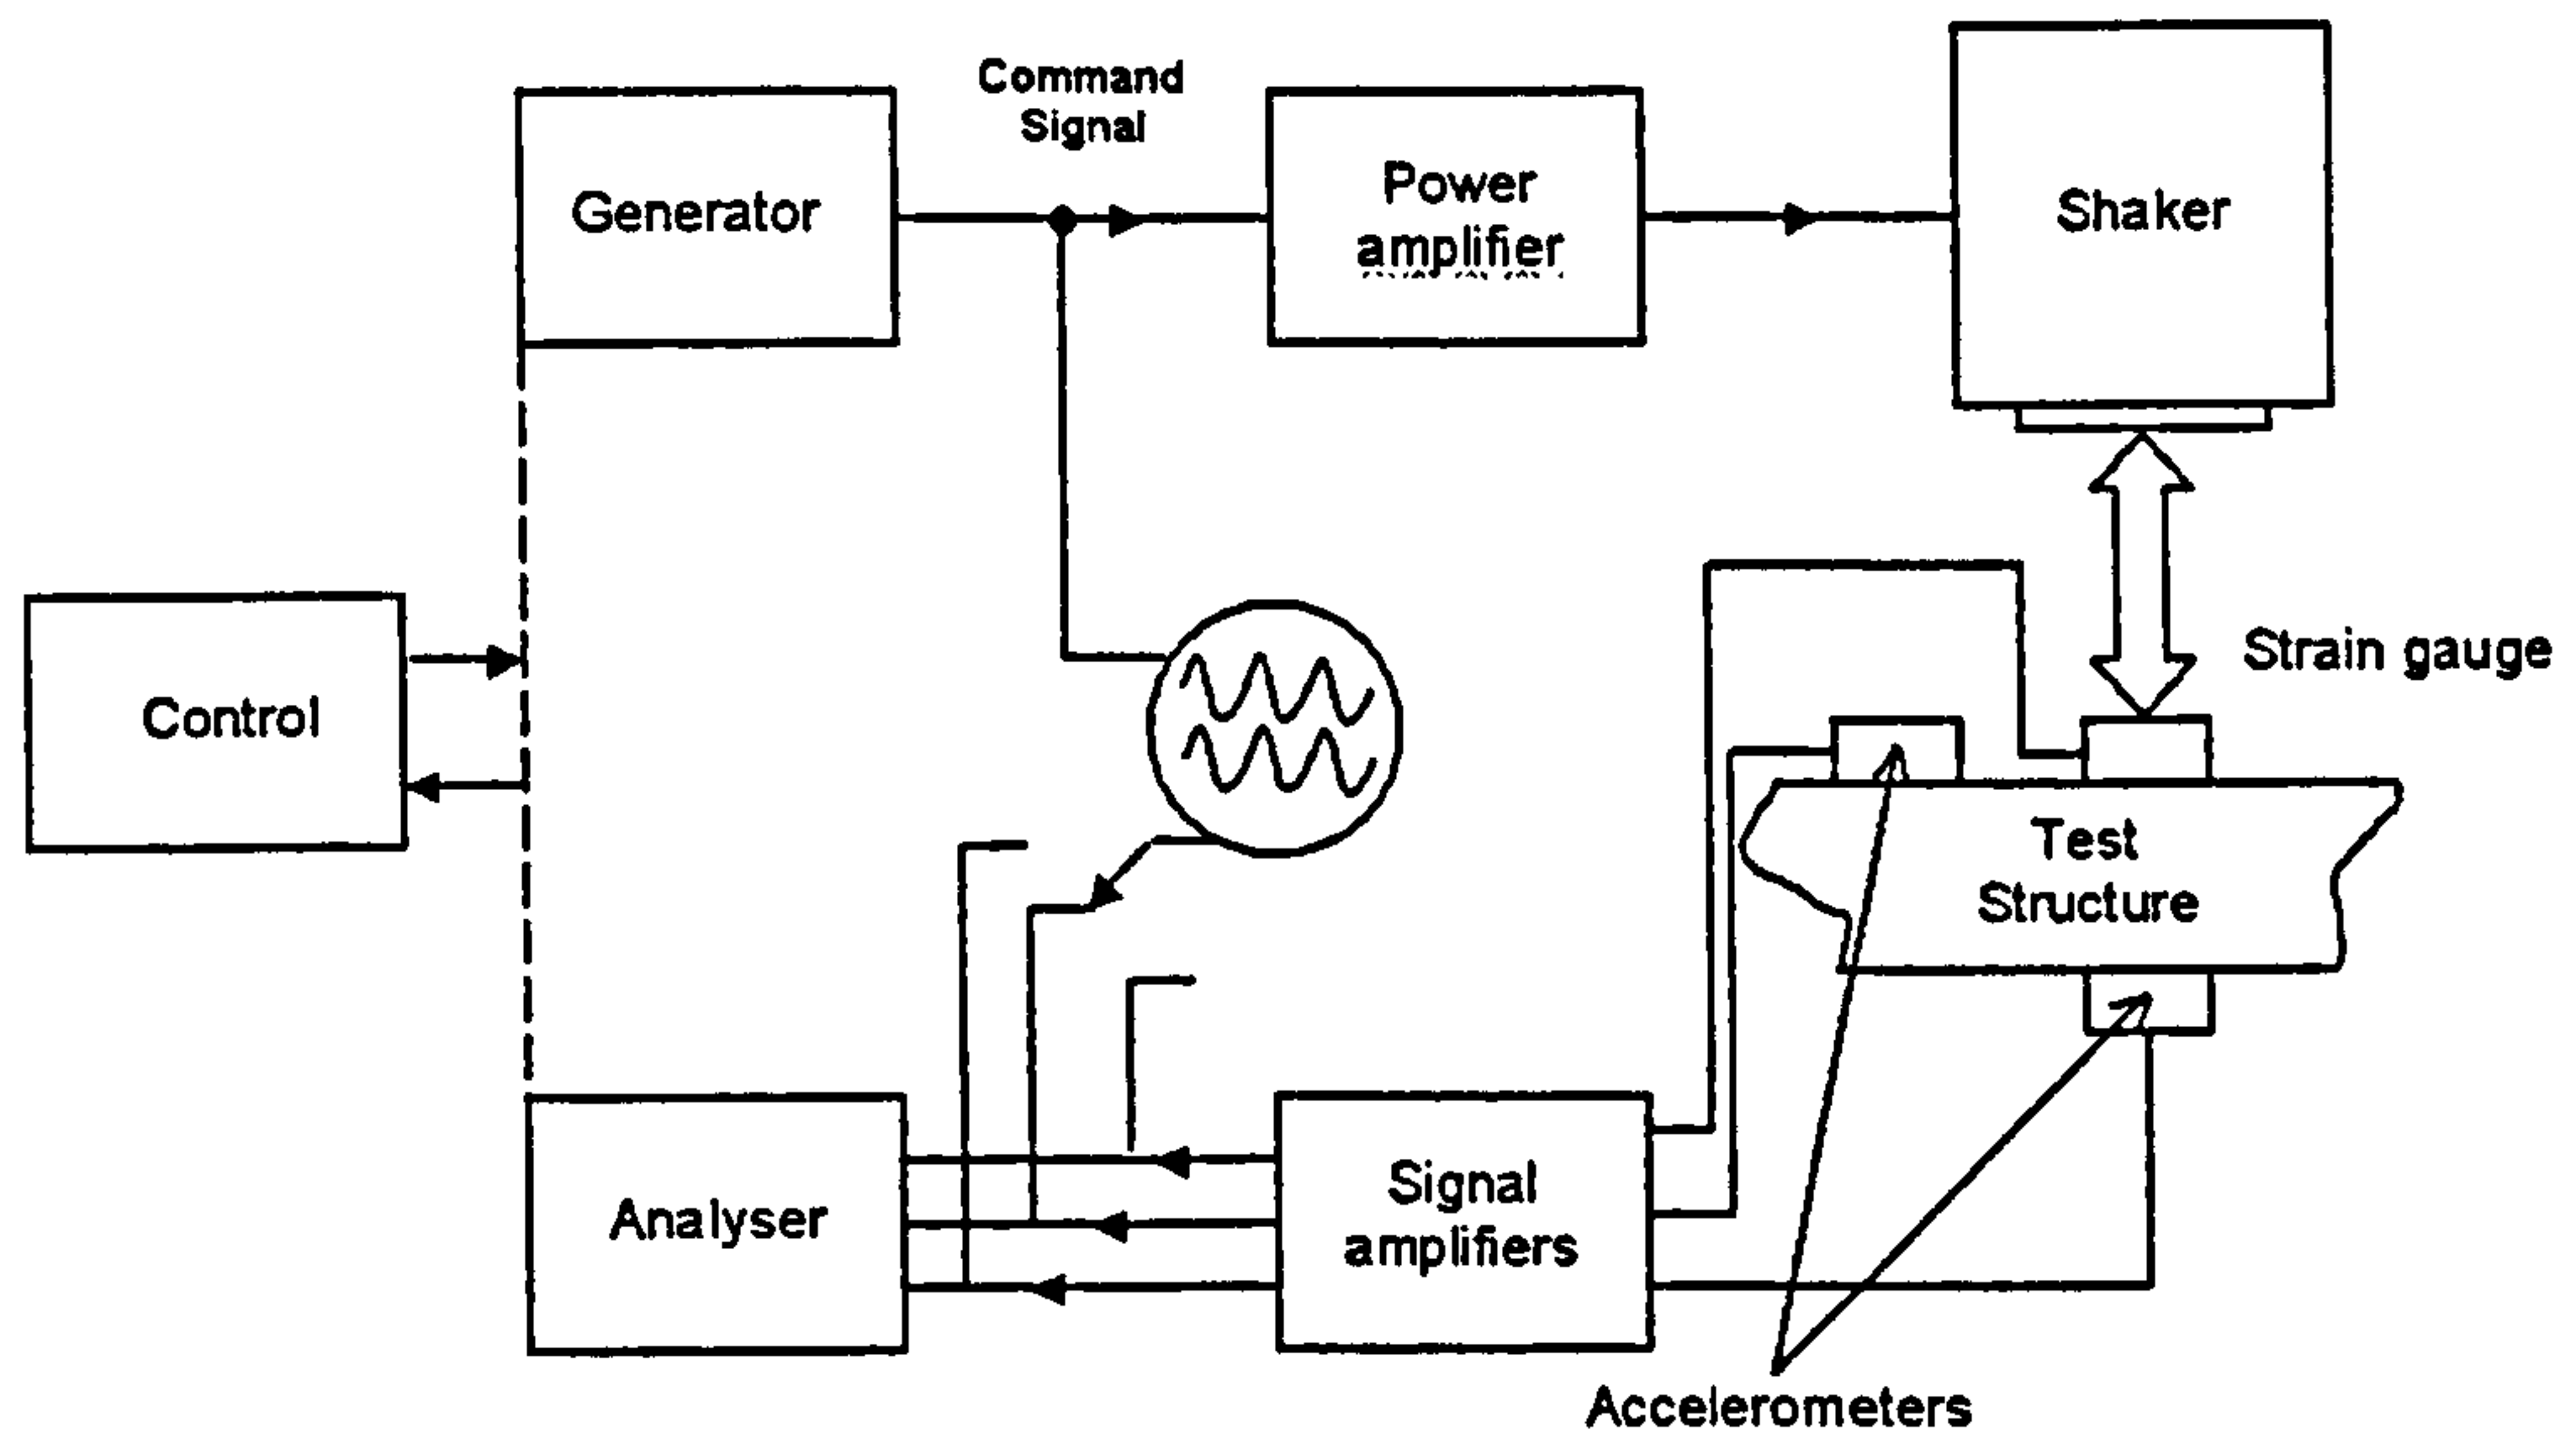 Command
Signal
Generator
Power
amplifier
Shaker
Strain gauge
Control
Test
Structure
Analyser
Signal
amplifiers
Accelerometers